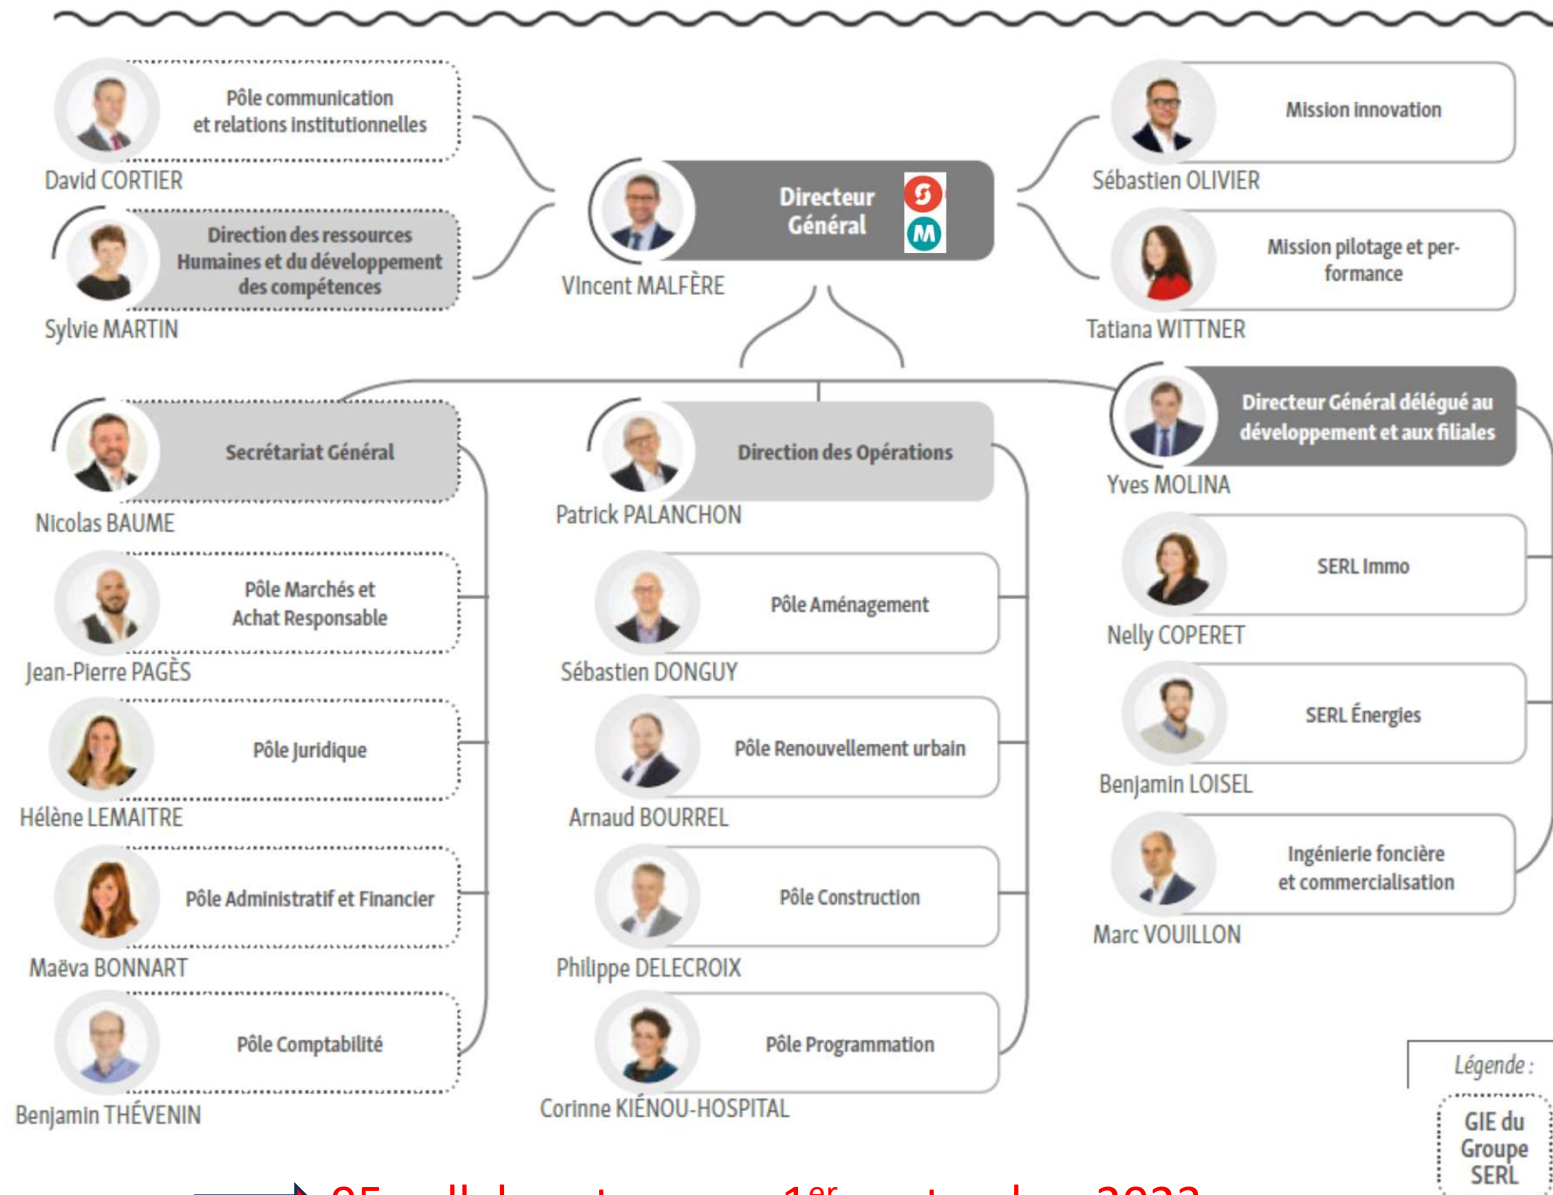 Pôle communication
et relations institutionnelles
David CORTIER
Direction des ressources
Humaines et du développement
des compétences
Sylvie MARTIN
Directeur
Général
S
M
VIncent MALFÈRE
Mission innovation
Sébastien OLIVIER
Mission pilotage et per-
formance
Tatiana WITTNER
Secrétariat Général
Nicolas BAUME
Pôle Marchés et
Achat Responsable
Jean-Pierre PAGÈS
Pôle Juridique
Hélène LEMAITRE
Pôle Administratif et Financier
Maëva BONNART
Pôle Comptabilité
Benjamin THÉVENIN
Direction des Opérations
Patrick PALANCHON
Pôle Aménagement
Sébastien DONGUY
Pôle Renouvellement urbain
Arnaud BOURREL
Pôle Construction
Philippe DELECROIX
Pôle Programmation
Corinne KIÉNOU-HOSPITAL
Directeur Général délégué au
développement et aux filiales
Yves MOLINA
SERL Immo
Nelly COPERET
SERL Énergies
Benjamin LOISEL
Ingénierie foncière
et commercialisation
Marc VOUILLON
Légende :
GIE du
Groupe
SERL
1er septembre 2023